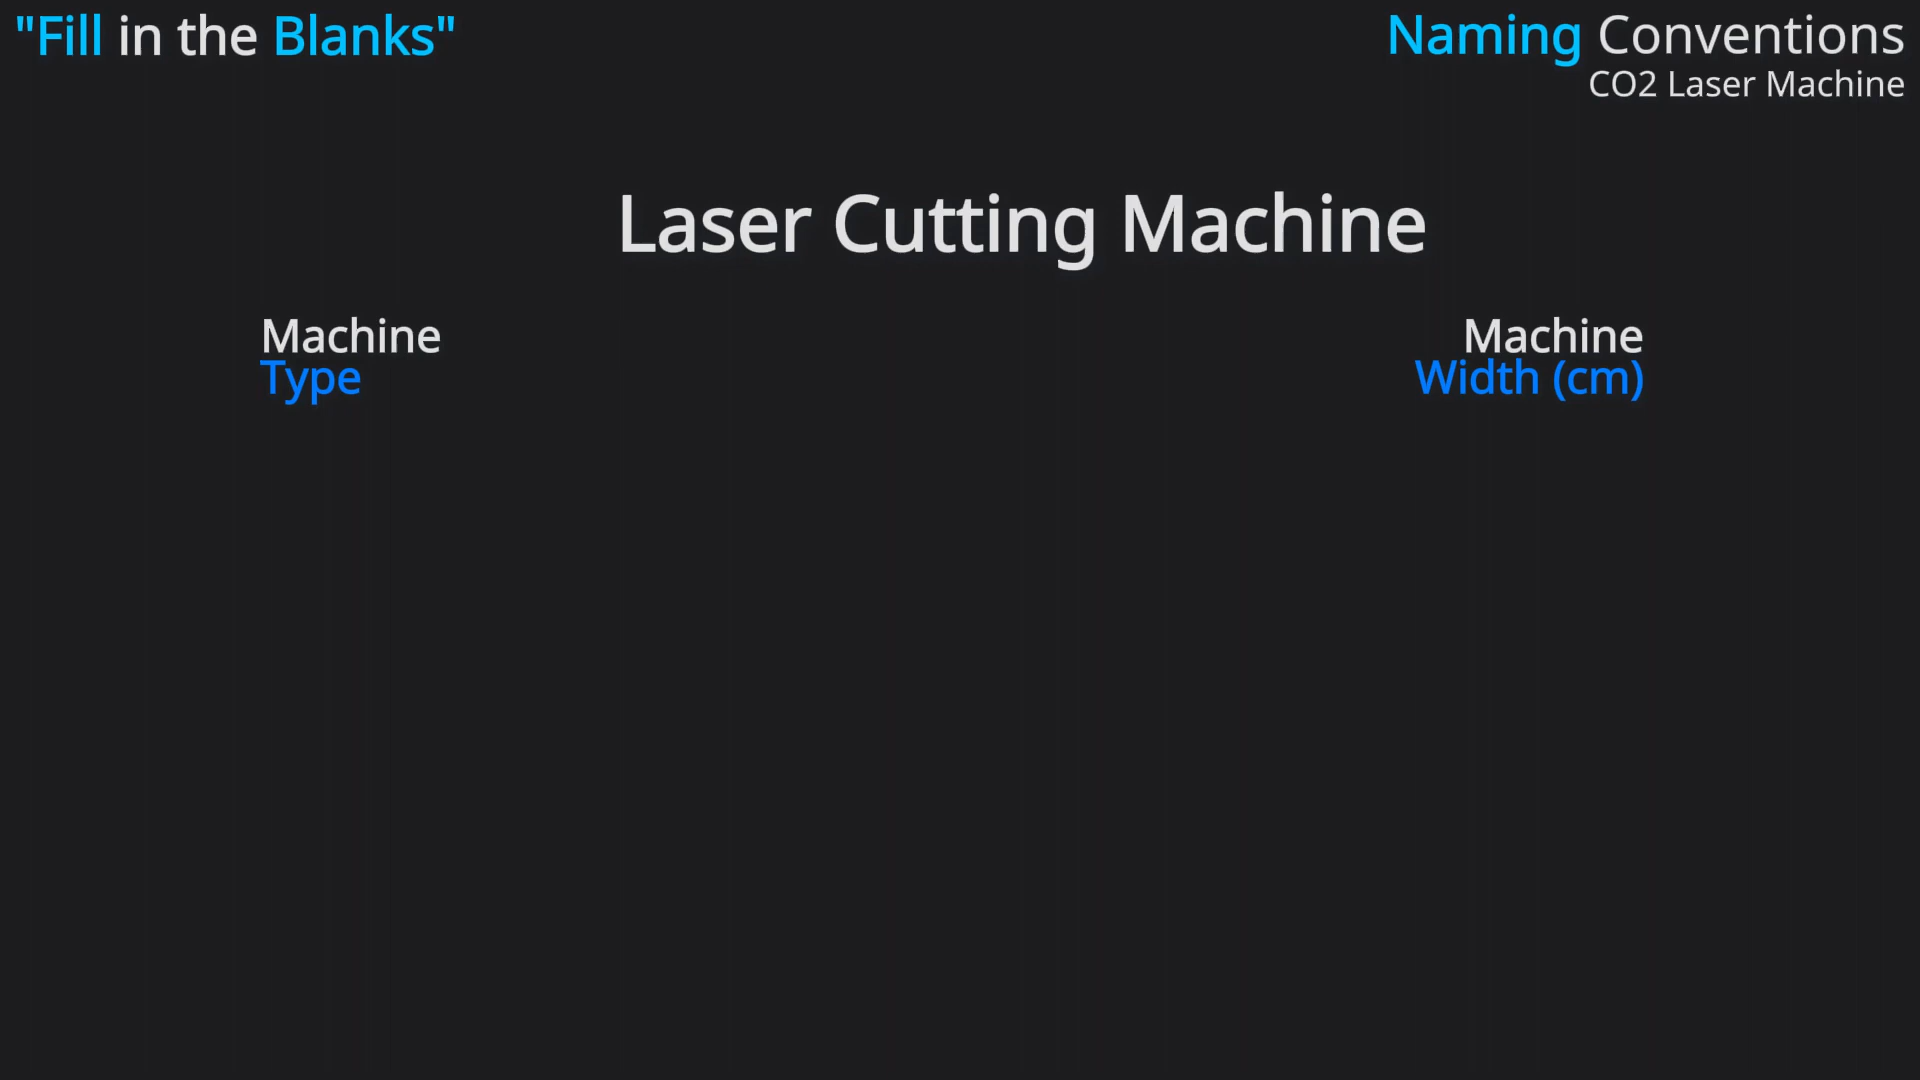 "Fill in the Blanks"
Naming Conventions
CO2 Laser Machine
Laser Cutting Machine
Machine
Type
Machine
Width (cm)